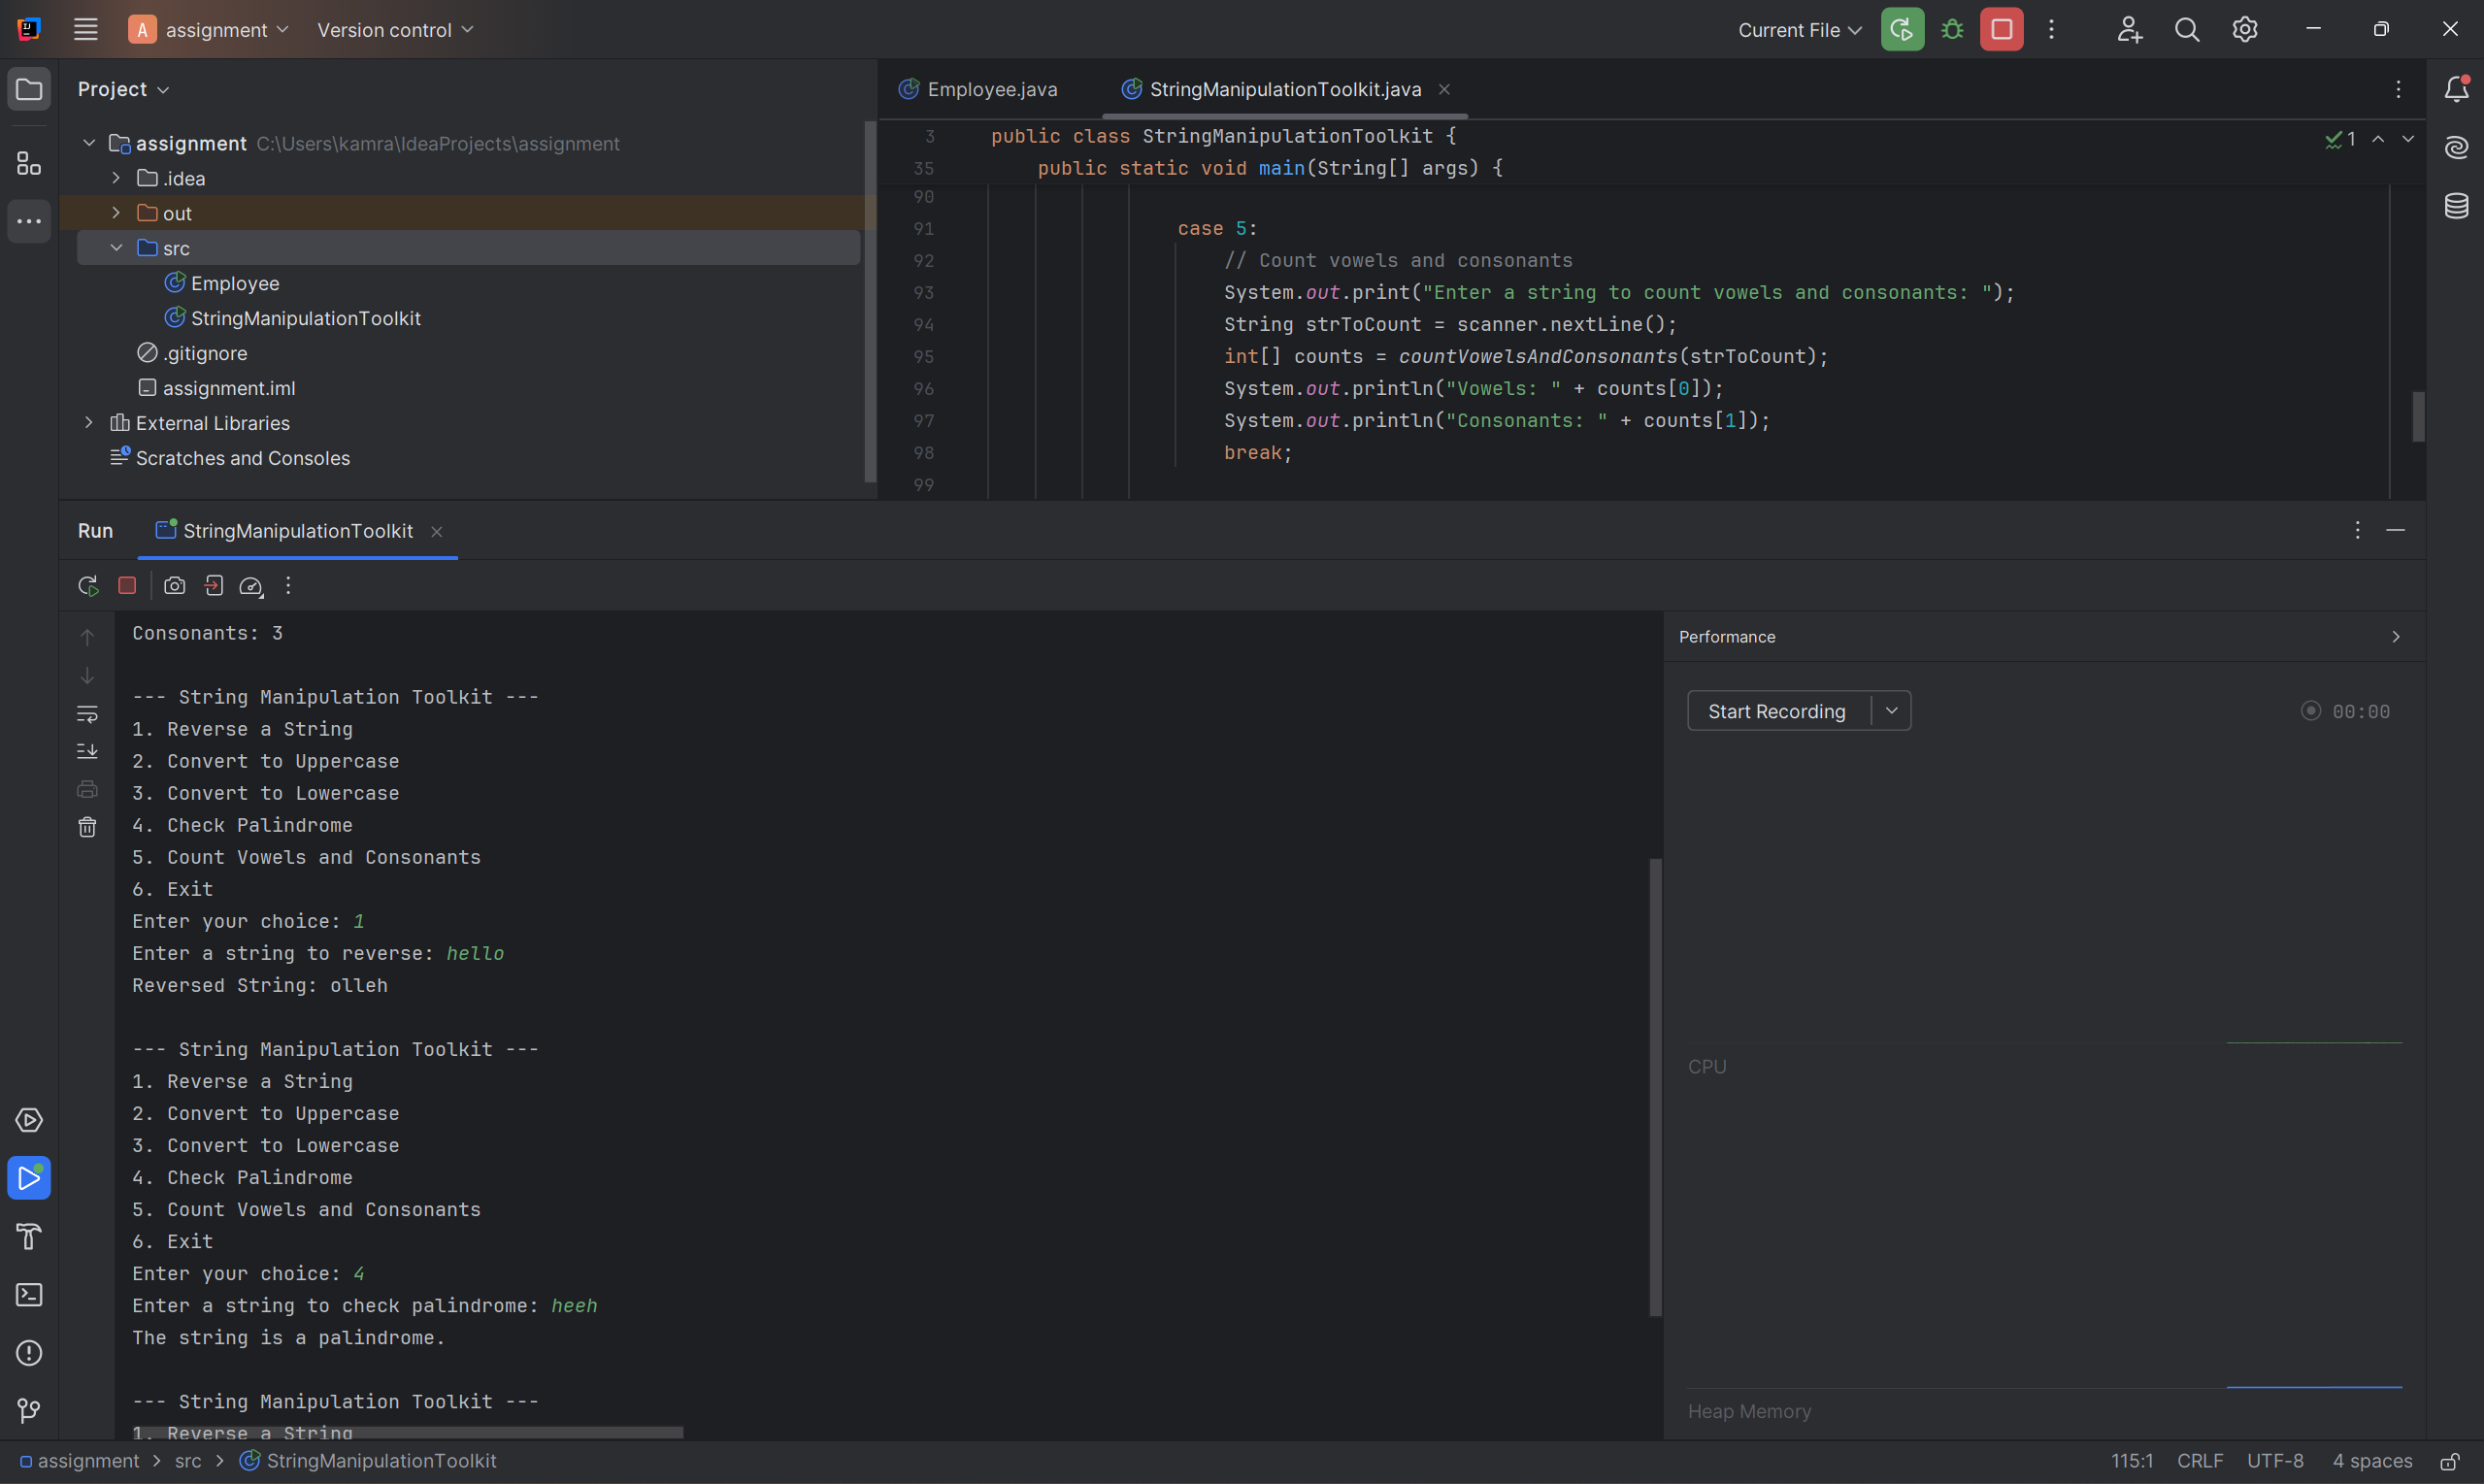 A assignment Version control Current File
Project
assignment C:\Users\kamra\IdeaProjects\assignment
.idea
out
src
Employee
StringManipulationToolkit
.gitignore
assignment.iml
External Libraries
Scratches and Consoles
Employee.java StringManipulationToolkit.java
3 public class StringManipulationToolkit {
35 public static void main(String[] args) {
1
90
91 case 5:
92 // Count vowels and consonants
93 System.out.print("Enter a string to count vowels and consonants: ");
94 String strToCount = scanner.nextLine();
95 int[] counts = countVowelsAndConsonants(strToCount);
96 System.out.println("Vowels: " + counts[0]);
97 System.out.println("Consonants: " + counts[1]);
98 break;
99
Run StringManipulationToolkit
Consonants: 3
--- String Manipulation Toolkit ---
1. Reverse a String
2. Convert to Uppercase
3. Convert to Lowercase
4. Check Palindrome
5. Count Vowels and Consonants
6. Exit
Enter your choice: 1
Enter a string to reverse: hello
Reversed String: olleh
--- String Manipulation Toolkit ---
1. Reverse a String
2. Convert to Uppercase
3. Convert to Lowercase
4. Check Palindrome
5. Count Vowels and Consonants
6. Exit
Enter your choice: 4
Enter a string to check palindrome: heeh
The string is a palindrome.
--- String Manipulation Toolkit ---
1. Reverse a String
Performance
Start Recording 00:00
CPU
Heap Memory
assignment > src > StringManipulationToolkit 115:1 CRLF UTF-8 4 spaces